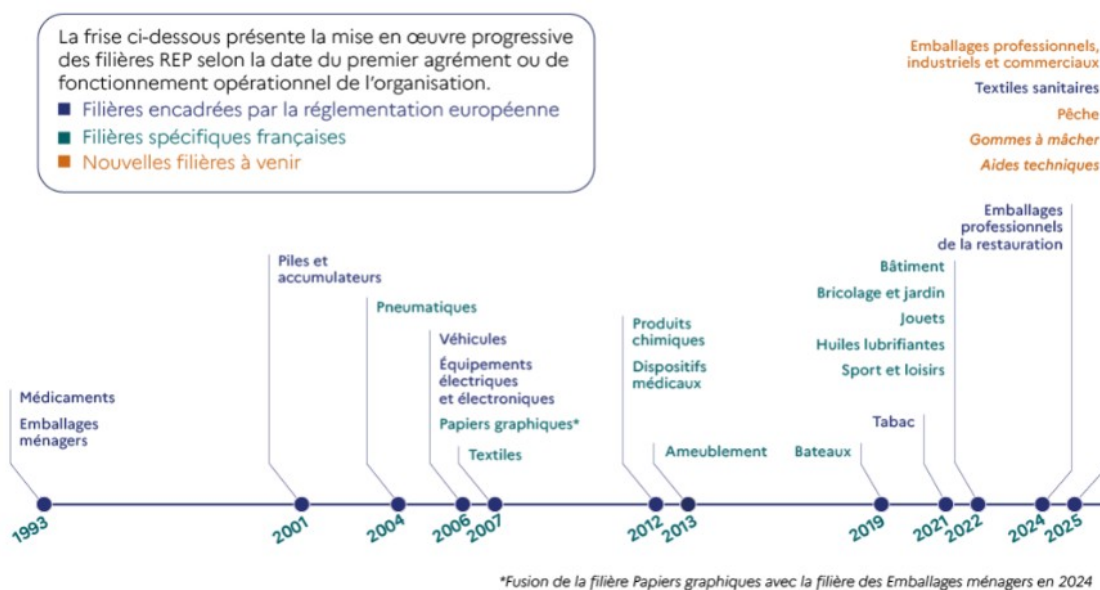 La frise ci-dessous présente la mise en œuvre progressive
des filières REP selon la date du premier agrément ou de
fonctionnement opérationnel de l'organisation.
Filières encadrées par la réglementation européenne
Filières spécifiques françaises
Nouvelles filières à venir
Médicaments
Emballages
ménagers
Piles et
accumulateurs
Pneumatiques
Véhicules
Équipements
électriques
et électroniques
Papiers graphiques*
Textiles
Produits
chimiques
Dispositifs
médicaux
Ameublement
Bateaux
Tabac
Bâtiment
Bricolage et jardin
Jouets
Huiles lubrifiantes
Sport et loisirs
Emballages
professionnels
de la restauration
Emballages professionnels,
industriels et commerciaux
Textiles sanitaires
Pêche
Gommes à mâcher
Aides techniques
1993
2001
2004
2006
2007
2012
2013
2019
2021
2022
2024
2025
*Fusion de la filière Papiers graphiques avec la filière des Emballages ménagers en 2024